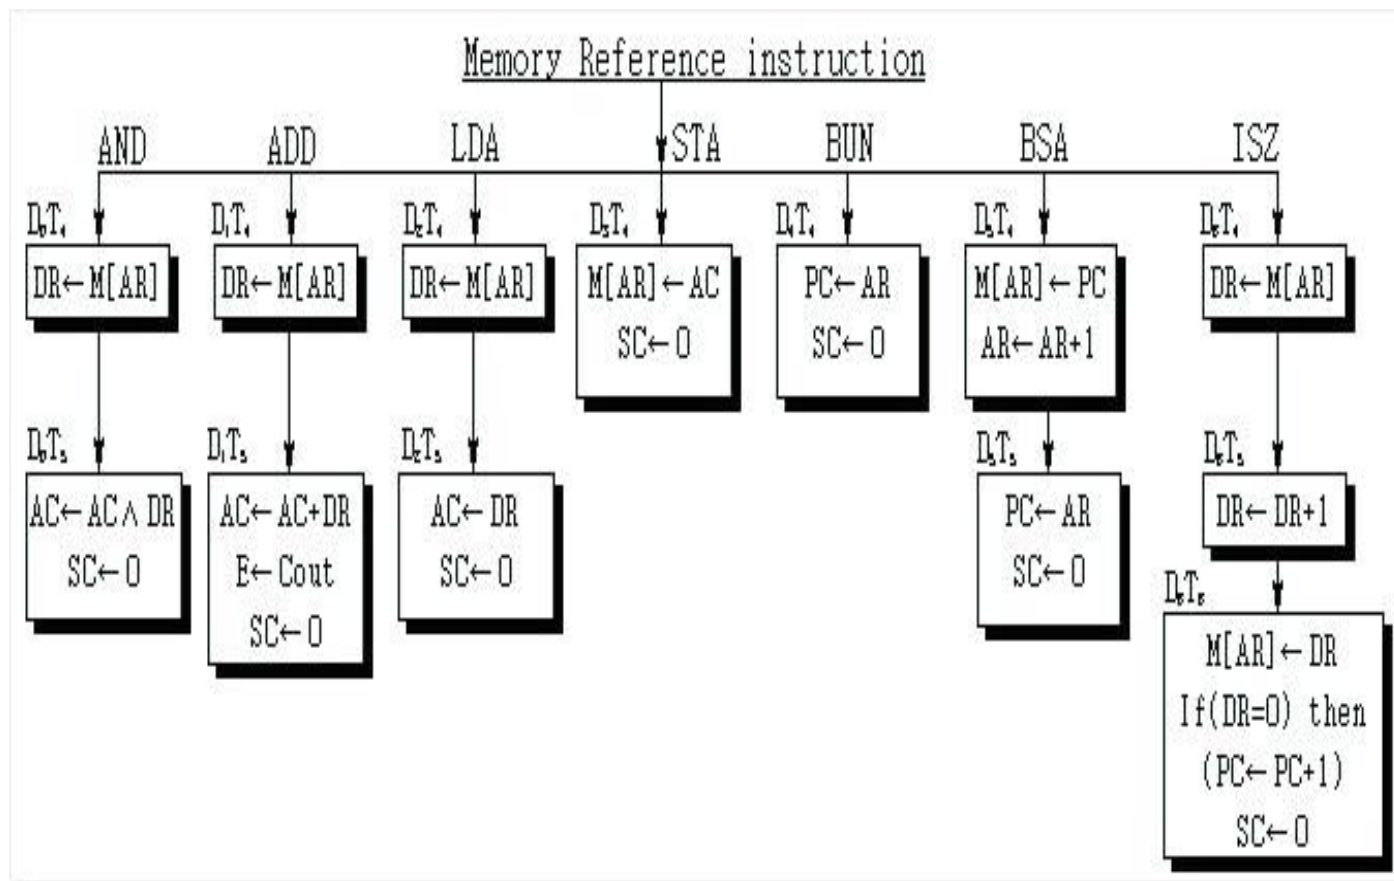 Memory Reference instruction
AND ADD LDA STA BUN BSA ISZ
D₀T₄ D₁T₄ D₂T₄ D₃T₄ D₄T₄ D₅T₄ D₆T₄
DR←M[AR] DR←M[AR] DR←M[AR] M[AR]←AC PC←AR M[AR]←PC DR←M[AR]
SC←0 SC←0 AR←AR+1
D₀T₅ D₁T₅ D₂T₅ D₅T₅ D₆T₅
AC←AC∧DR AC←AC+DR AC←DR PC←AR DR←DR+1
SC←0 E←Cout SC←0 SC←0
D₆T₆
SC←0 M[AR]←DR
If(DR=0) then
(PC←PC+1)
SC←0